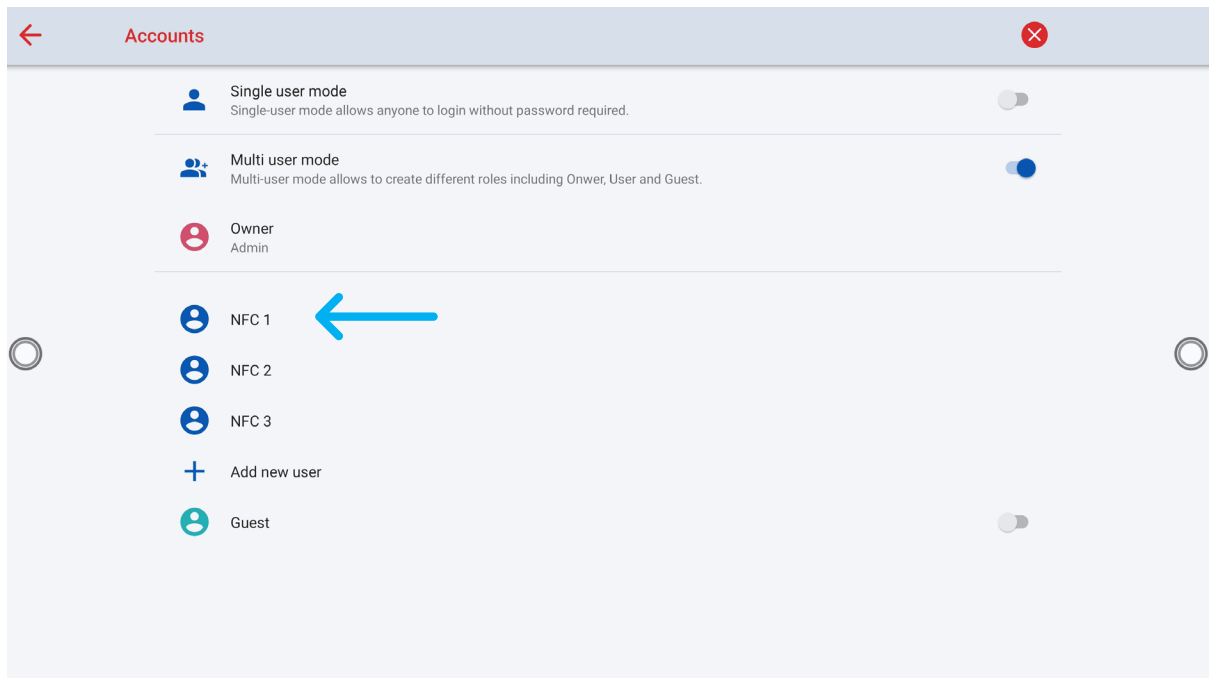 Accounts
Single user mode
Single-user mode allows anyone to login without password required.
Multi user mode
Multi-user mode allows to create different roles including Onwer, User and Guest.
Owner
Admin
NFC 1
NFC 2
NFC 3
Add new user
Guest